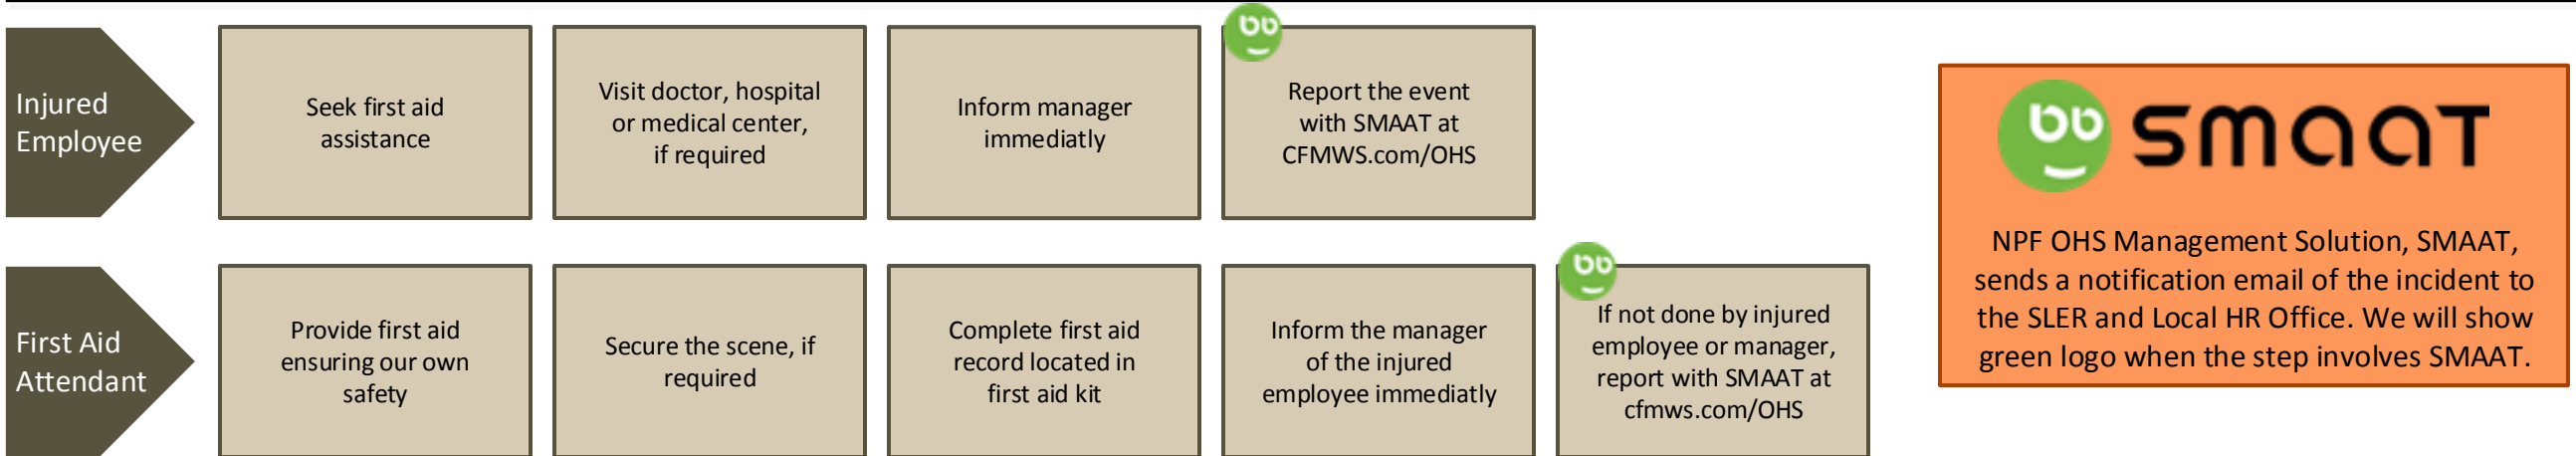 Injured
Employee
Seek first aid
assistance
Visit doctor, hospital
or medical center,
if required
Inform manager
immediatly
Report the event
with SMAAT at
CFMWS.com/OHS
First Aid
Attendant
Provide first aid
ensuring our own
safety
Secure the scene, if
required
Complete first aid
record located in
first aid kit
Inform the manager
of the injured
employee immediatly
If not done by injured
employee or manager,
report with SMAAT at
cfmws.com/OHS
smaaT
NPF OHS Management Solution, SMAAT,
sends a notification email of the incident to
the SLER and Local HR Office. We will show
green logo when the step involves SMAAT.